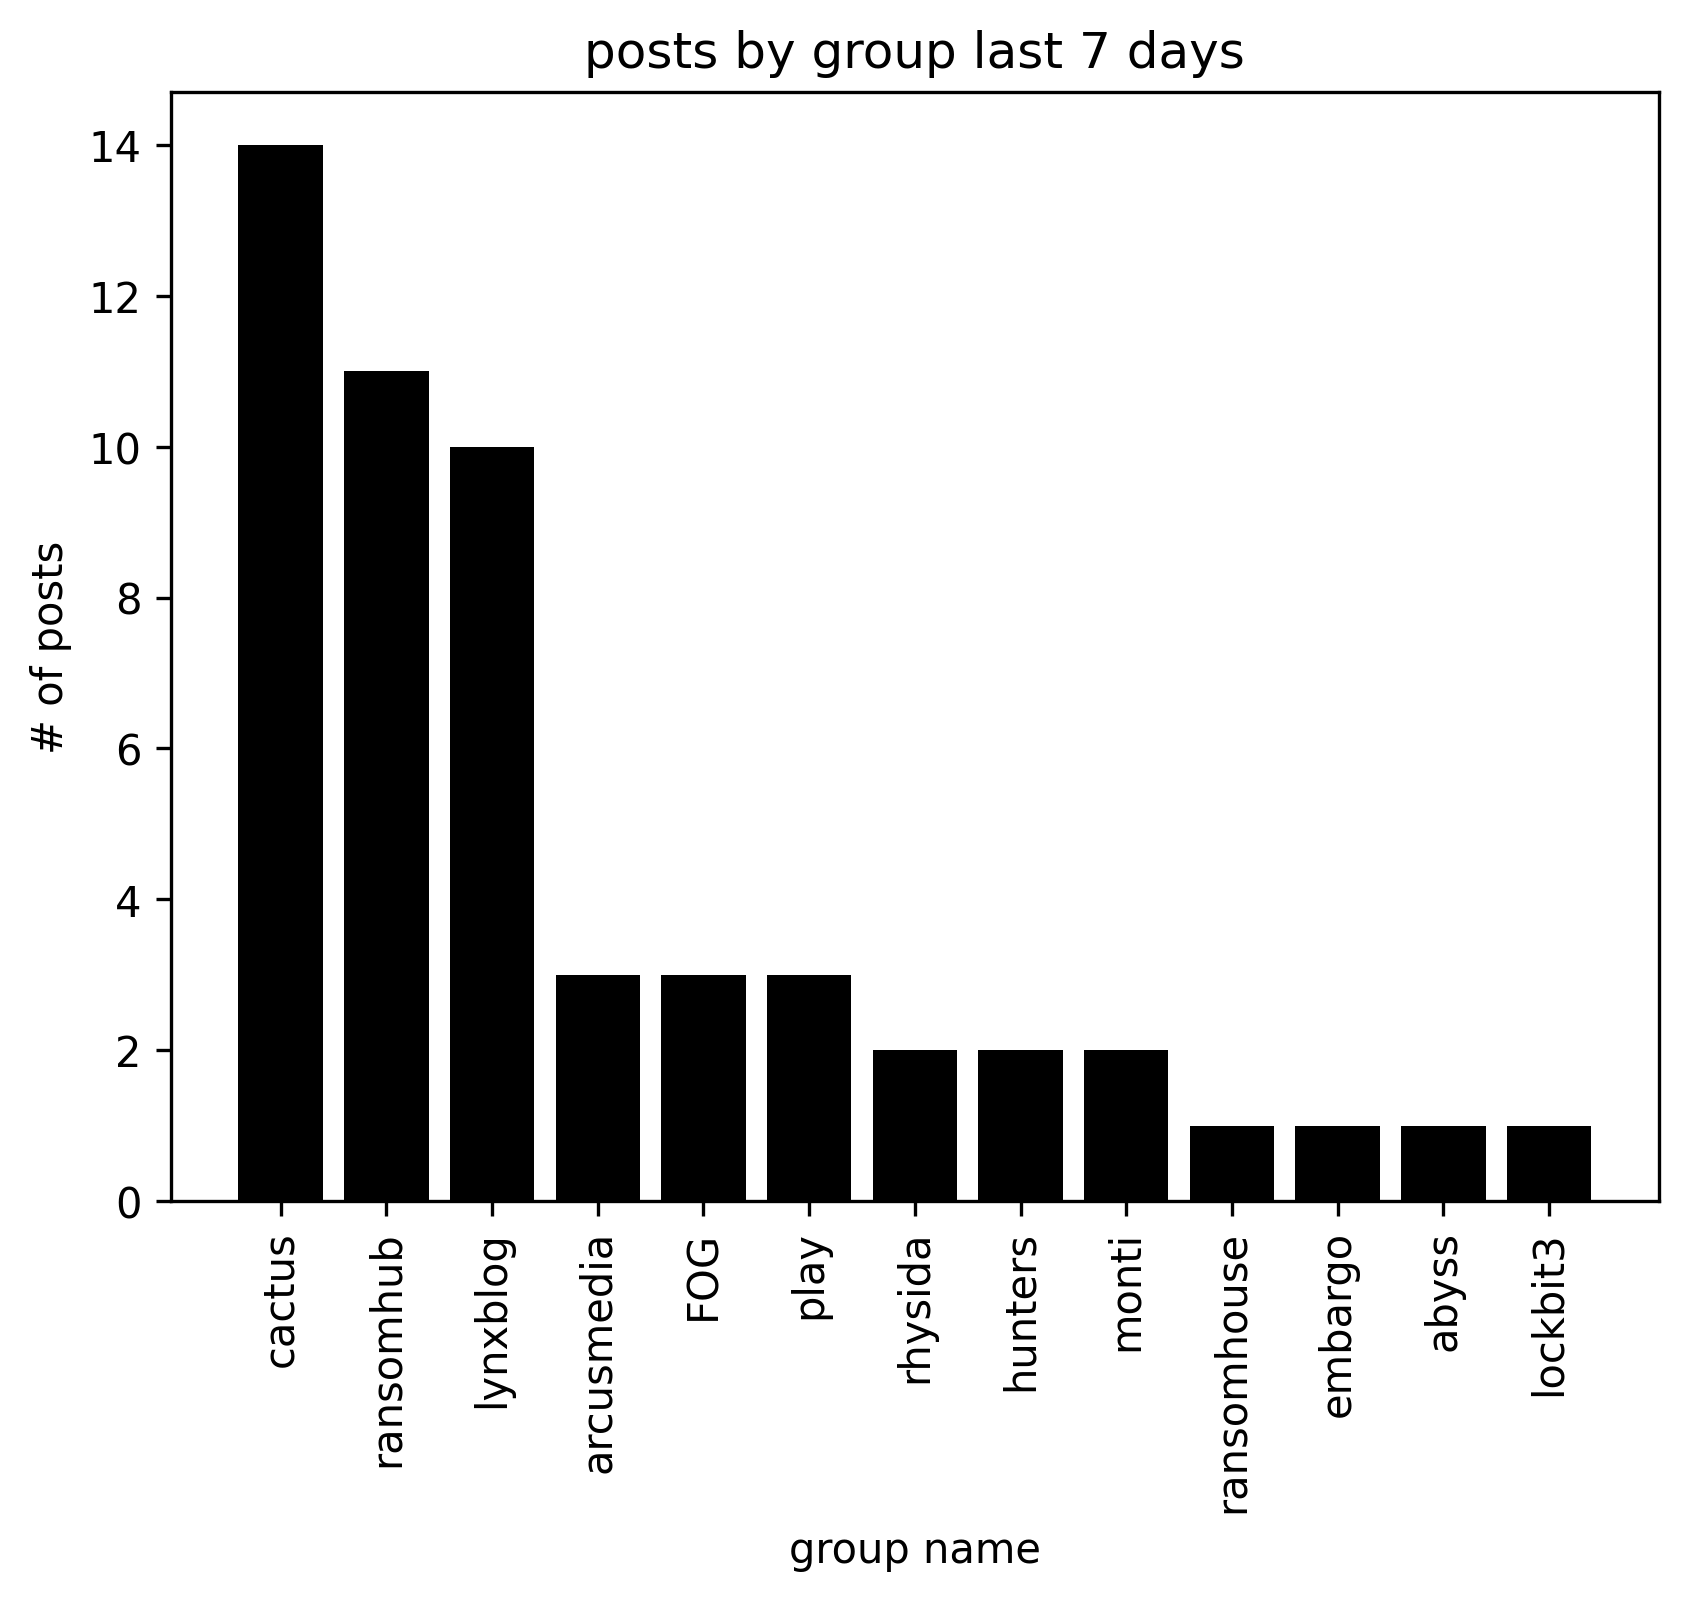 posts by group last 7 days
14
12
10
8
6
4
2
0
# of posts
cactus
ransomhub
lynxblog
arcusmedia
FOG
play
rhysida
hunters
monti
ransomhouse
embargo
abyss
lockbit3
group name